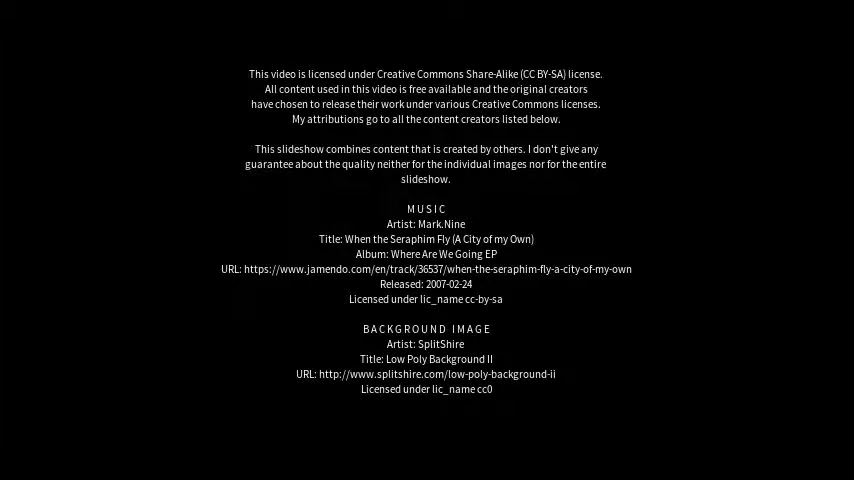 This video is licensed under Creative Commons Share-Alike (CC BY-SA) license.
All content used in this video is free available and the original creators
have chosen to release their work under various Creative Commons licenses.
My attributions go to all the content creators listed below.
This slideshow combines content that is created by others. I don't give any
guarantee about the quality neither for the individual images nor for the entire
slideshow.
MUSIC
Artist: Mark.Nine
Title: When the Seraphim Fly (A City of my Own)
Album: Where Are We Going EP
URL: https://www.jamendo.com/en/track/36537/when-the-seraphim-fly-a-city-of-my-own
Released: 2007-02-24
Licensed under lic_name cc-by-sa
BACKGROUND IMAGE
Artist: SplitShire
Title: Low Poly Background II
URL: http://www.splitshire.com/low-poly-background-ii
Licensed under lic_name cc0